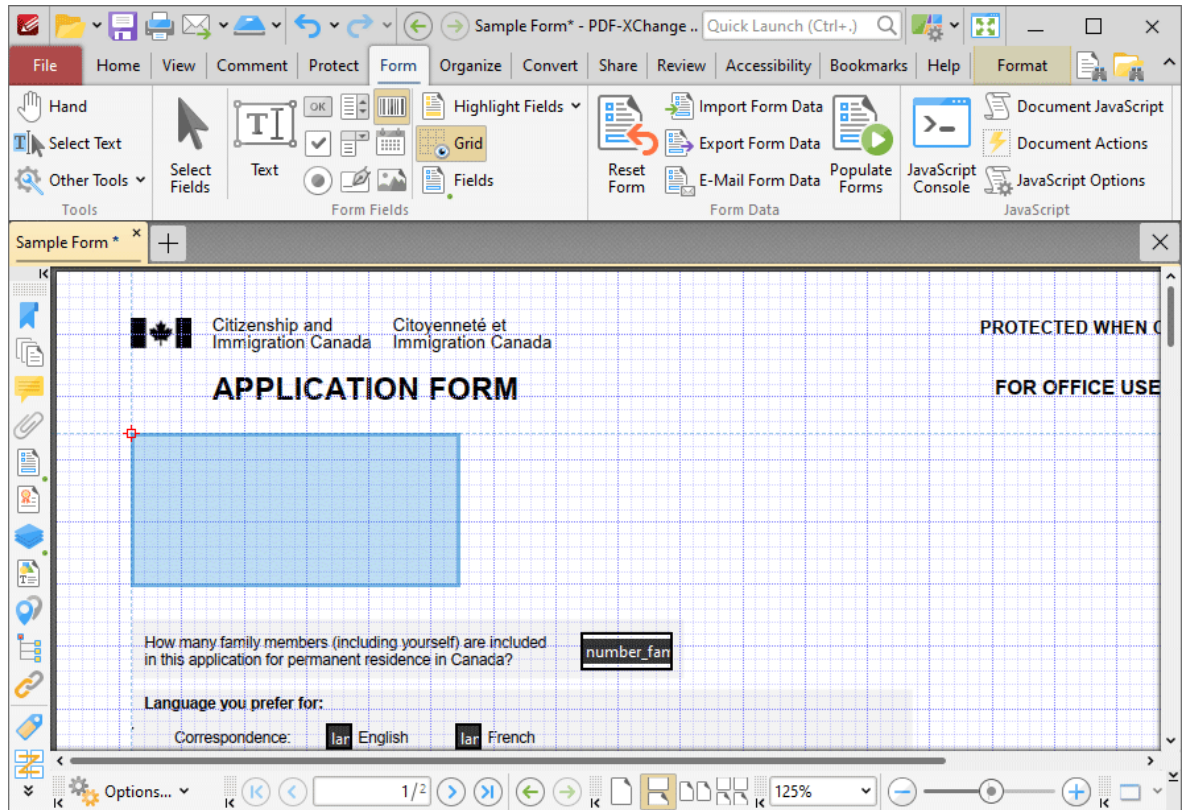 Sample Form* - PDF-XChange ..
Quick Launch (Ctrl+.)
File Home View Comment Protect Form Organize Convert Share Review Accessibility Bookmarks Help Format
Hand
Select Text
Other Tools
Tools
Select Fields
Text
OK
Highlight Fields
Grid
Fields
Form Fields
Reset Form
Import Form Data
Export Form Data
E-Mail Form Data
Populate Forms
Form Data
JavaScript Console
Document JavaScript
Document Actions
JavaScript Options
JavaScript
Sample Form *
Citizenship and Citoyenneté et
Immigration Canada Immigration Canada
PROTECTED WHEN
APPLICATION FORM
FOR OFFICE USE
How many family members (including yourself) are included
in this application for permanent residence in Canada?
number_fam
Language you prefer for:
Correspondence: lar English lar French
Options...
1/2
125%